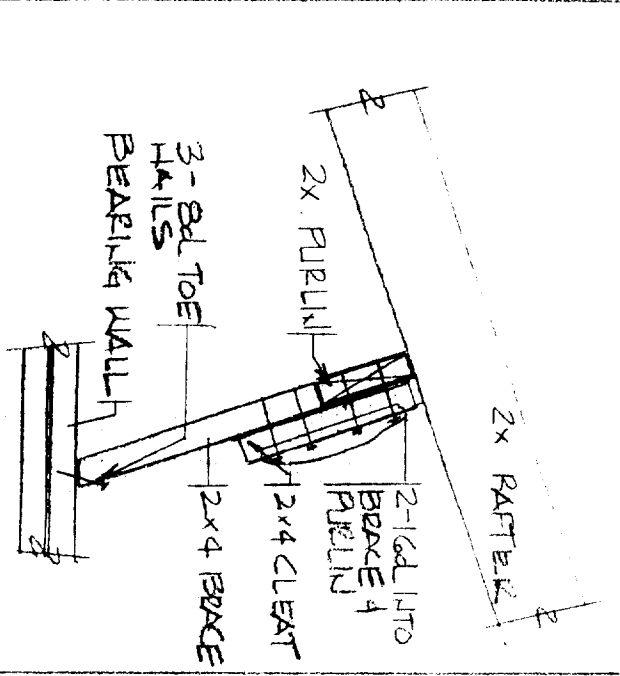 2x RAFTER
2x PURLIN
2-16d INTO
BRACE &
PURLIN
2x4 CLEAT
2x4 BRACE
3-8d TOE
NAILS
BEARING WALL